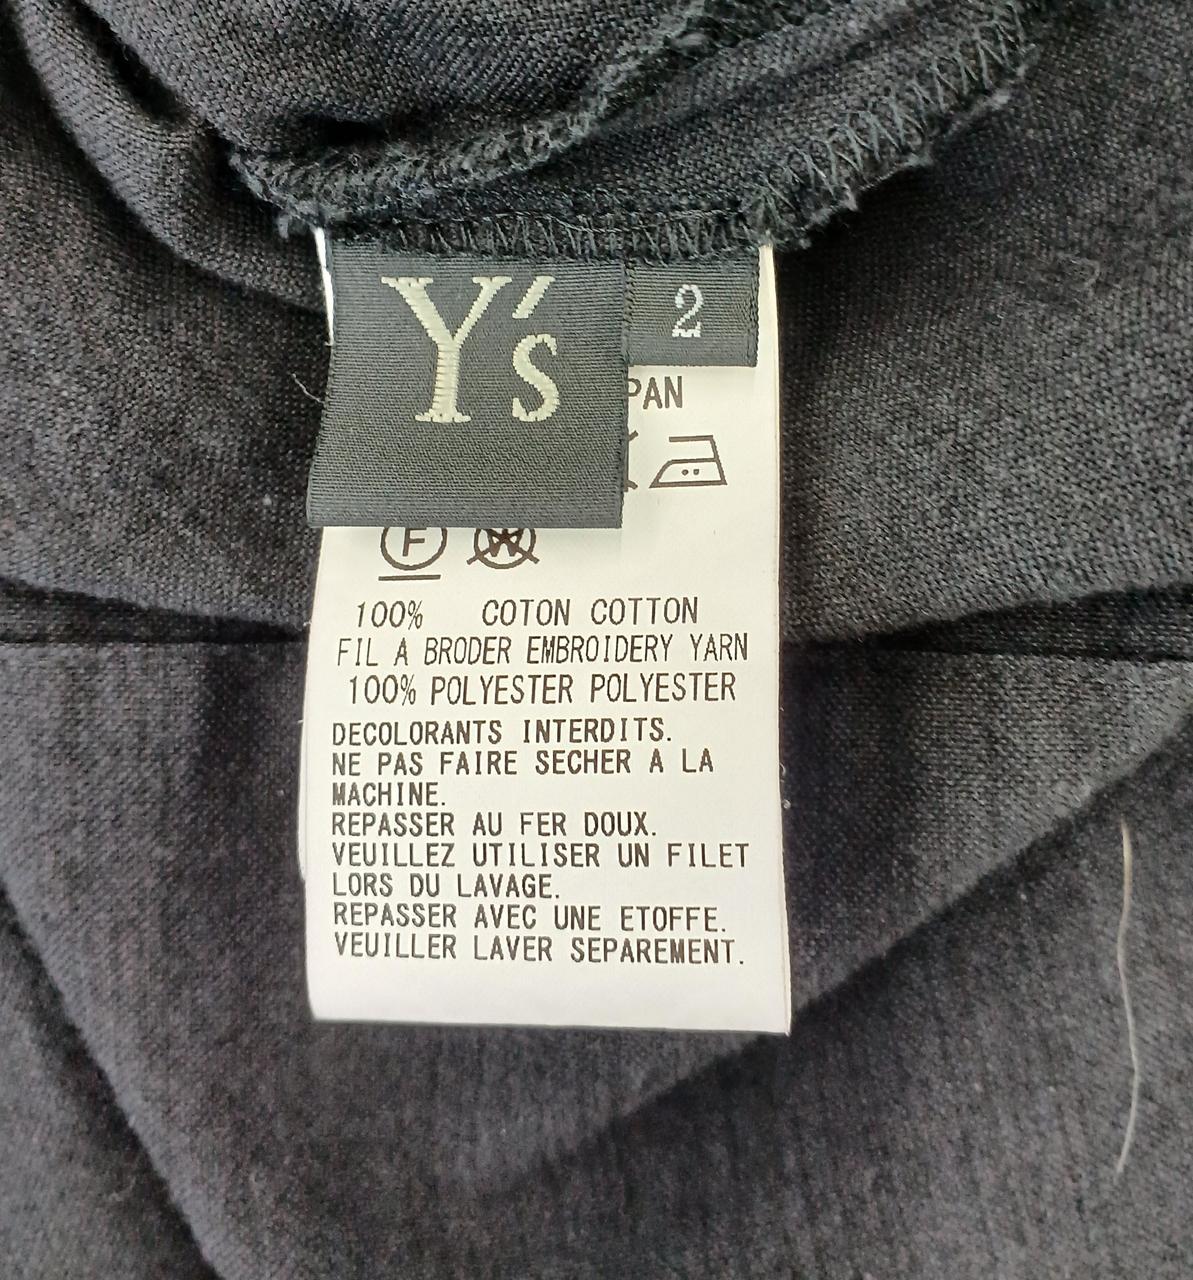 Y's
2
PAN
F W
100% COTON COTTON
FIL A BRODER EMBROIDERY YARN
100% POLYESTER POLYESTER
DECOLORANTS INTERDITS.
NE PAS FAIRE SECHER A LA
MACHINE.
REPASSER AU FER DOUX.
VEUILLEZ UTILISER UN FILET
LORS DU LAVAGE.
REPASSER AVEC UNE ETOFFE.
VEUILLER LAVER SEPAREMENT.